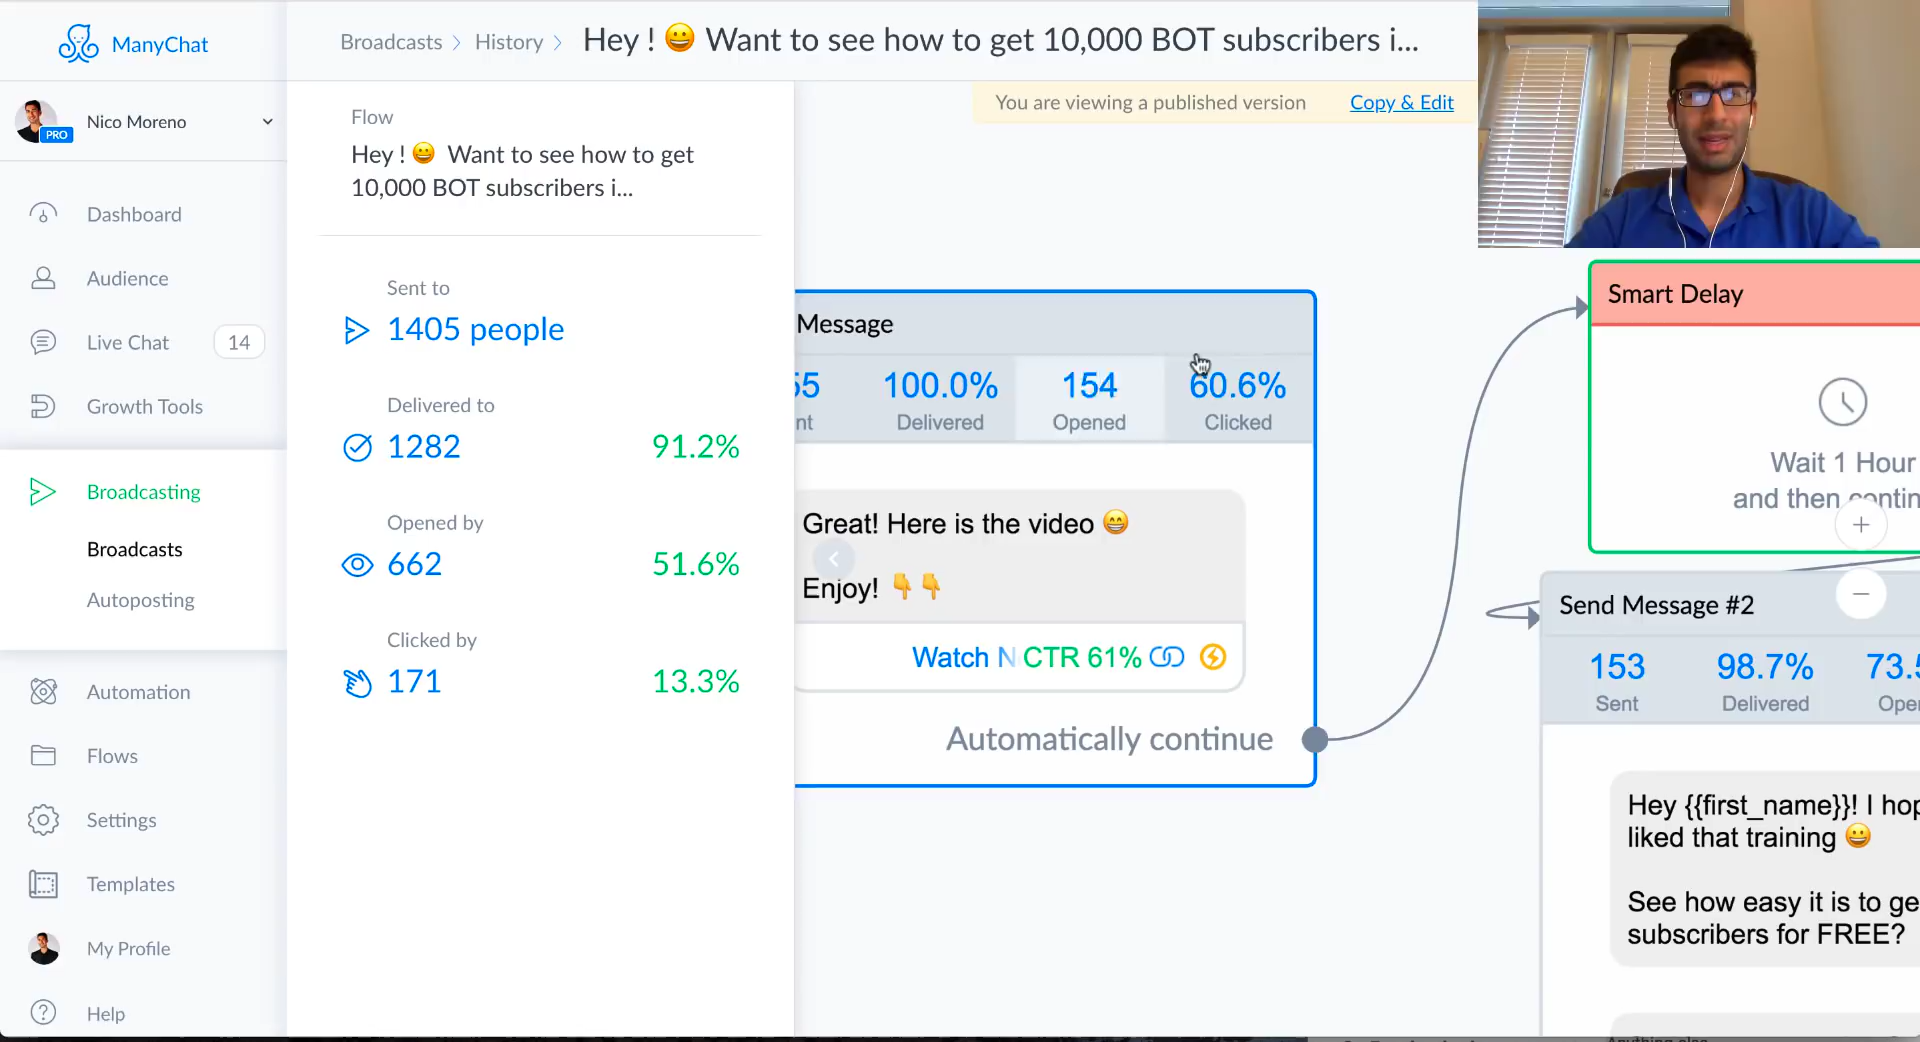 ManyChat
Nico Moreno
PRO
Dashboard
Audience
Live Chat
14
Growth Tools
Broadcasting
Broadcasts
Autoposting
Automation
Flows
Settings
Templates
My Profile
Help
Broadcasts > History > Hey ! 😀 Want to see how to get 10,000 BOT subscribers i...
You are viewing a published version Copy & Edit
Flow
Hey ! 😀 Want to see how to get
10,000 BOT subscribers i...
Sent to
1405 people
Delivered to
1282 91.2%
Opened by
662 51.6%
Clicked by
171 13.3%
Message
100.0% 154 60.6%
Delivered Opened Clicked
Great! Here is the video 😁
Enjoy! 👇👇
Watch CTR 61%
Automatically continue
Smart Delay
Wait 1 Hour
and then
Send Message #2
153 98.7%
Sent Delivered
Hey {{first_name}}! I
liked that training 😀
See how easy it is to
subscribers for FREE?